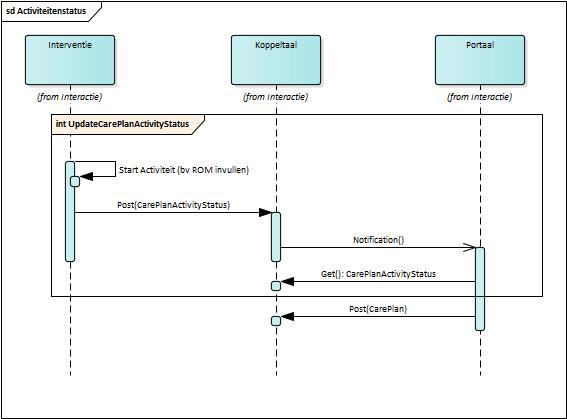 sd Activiteitenstatus
Interventie
Koppeltaal
Portaal
(from Interactie)
(from Interactie)
(from Interactie)
int UpdateCarePlanActivityStatus
Start Activiteit (bv ROM invullen)
Post(CarePlanActivityStatus)
Notification()
Get(): CarePlanActivityStatus
Post(CarePlan)